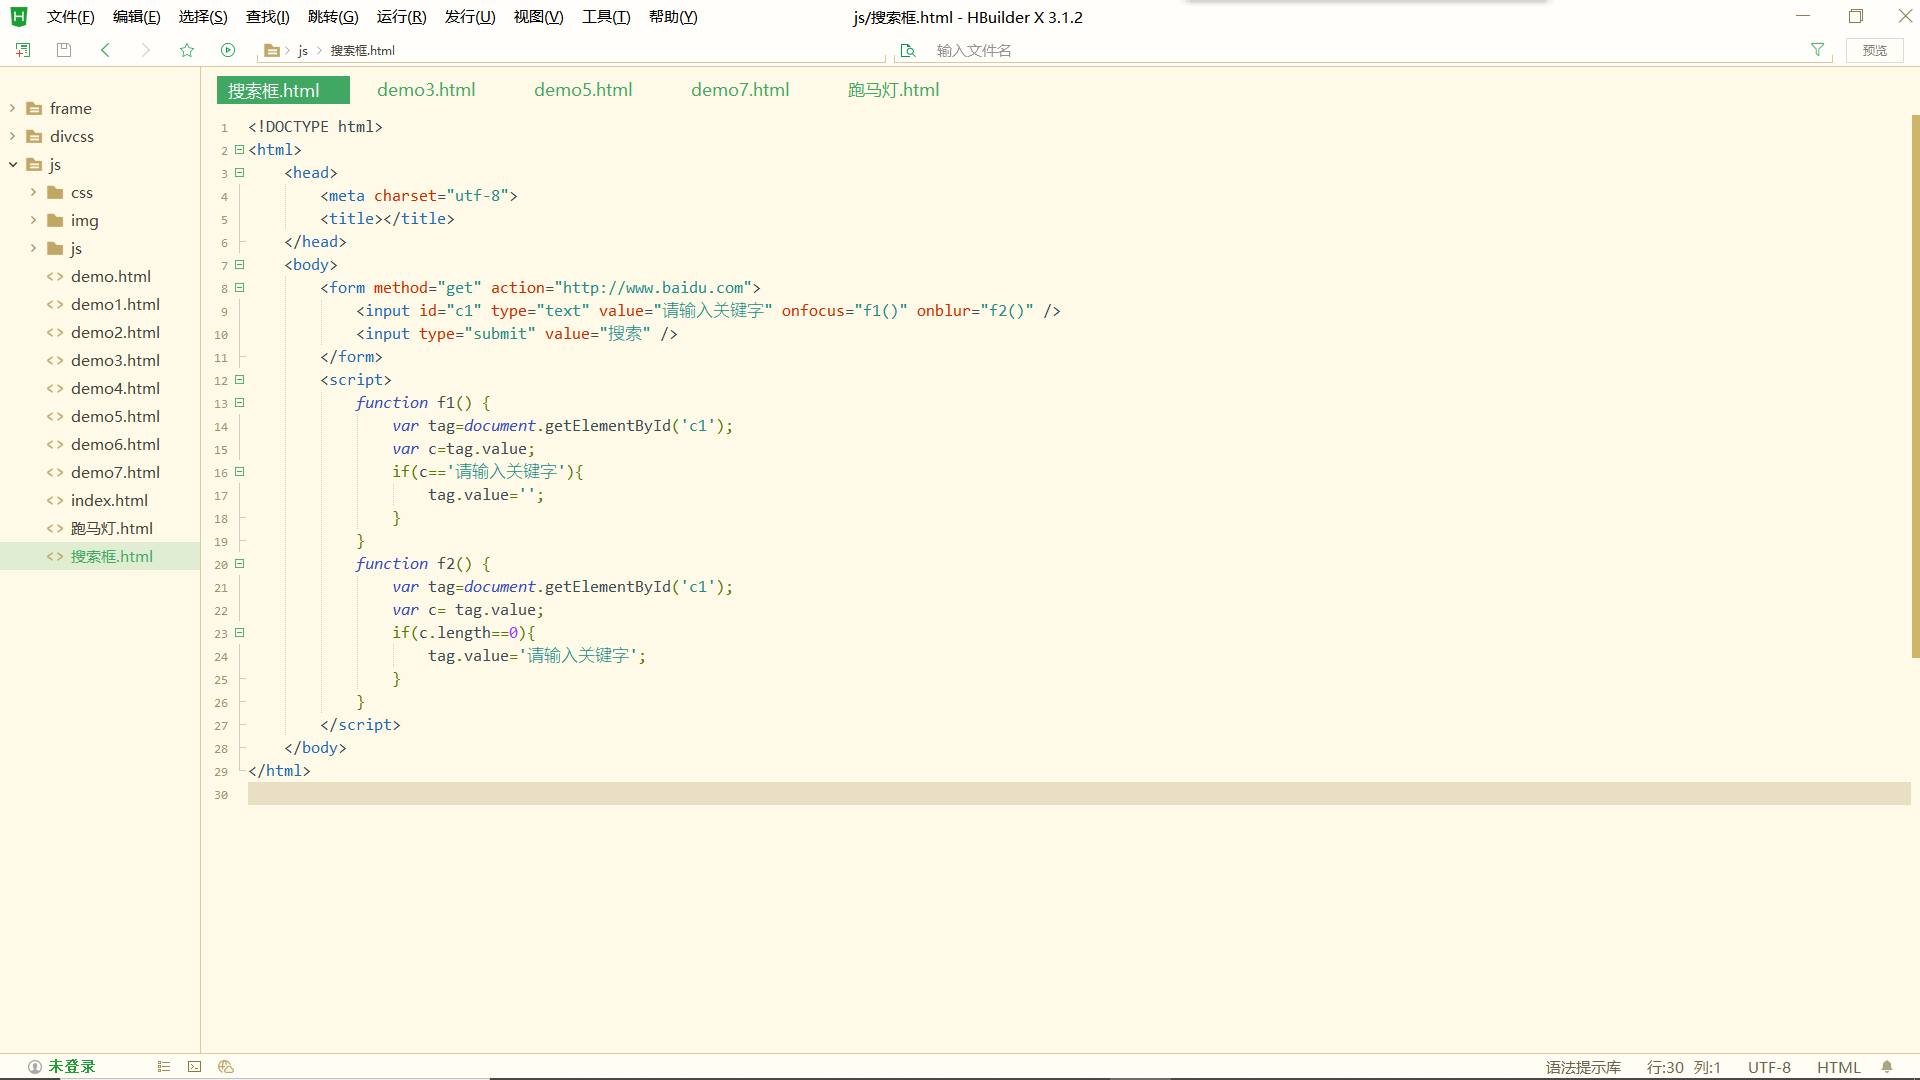 文件(F) 编辑(E) 选择(S) 查找(I) 跳转(G) 运行(R) 发行(U) 视图(V) 工具(T) 帮助(Y) js/搜索框.html - HBuilder X 3.1.2
js 搜索框.html 输入文件名 预览
frame
divcss
js
css
img
js
demo.html
demo1.html
demo2.html
demo3.html
demo4.html
demo5.html
demo6.html
demo7.html
index.html
跑马灯.html
搜索框.html
搜索框.html demo3.html demo5.html demo7.html 跑马灯.html
1 <!DOCTYPE html>
2 <html>
3 <head>
4 <meta charset="utf-8">
5 <title></title>
6 </head>
7 <body>
8 <form method="get" action="http://www.baidu.com">
9 <input id="c1" type="text" value="请输入关键字" onfocus="f1()" onblur="f2()" />
10 <input type="submit" value="搜索" />
11 </form>
12 <script>
13 function f1() {
14 var tag=document.getElementById('c1');
15 var c=tag.value;
16 if(c=='请输入关键字'){
17 tag.value='';
18 }
19 }
20 function f2() {
21 var tag=document.getElementById('c1');
22 var c= tag.value;
23 if(c.length==0){
24 tag.value='请输入关键字';
25 }
26 }
27 </script>
28 </body>
29 </html>
30
未登录 语法提示库 行:30 列:1 UTF-8 HTML